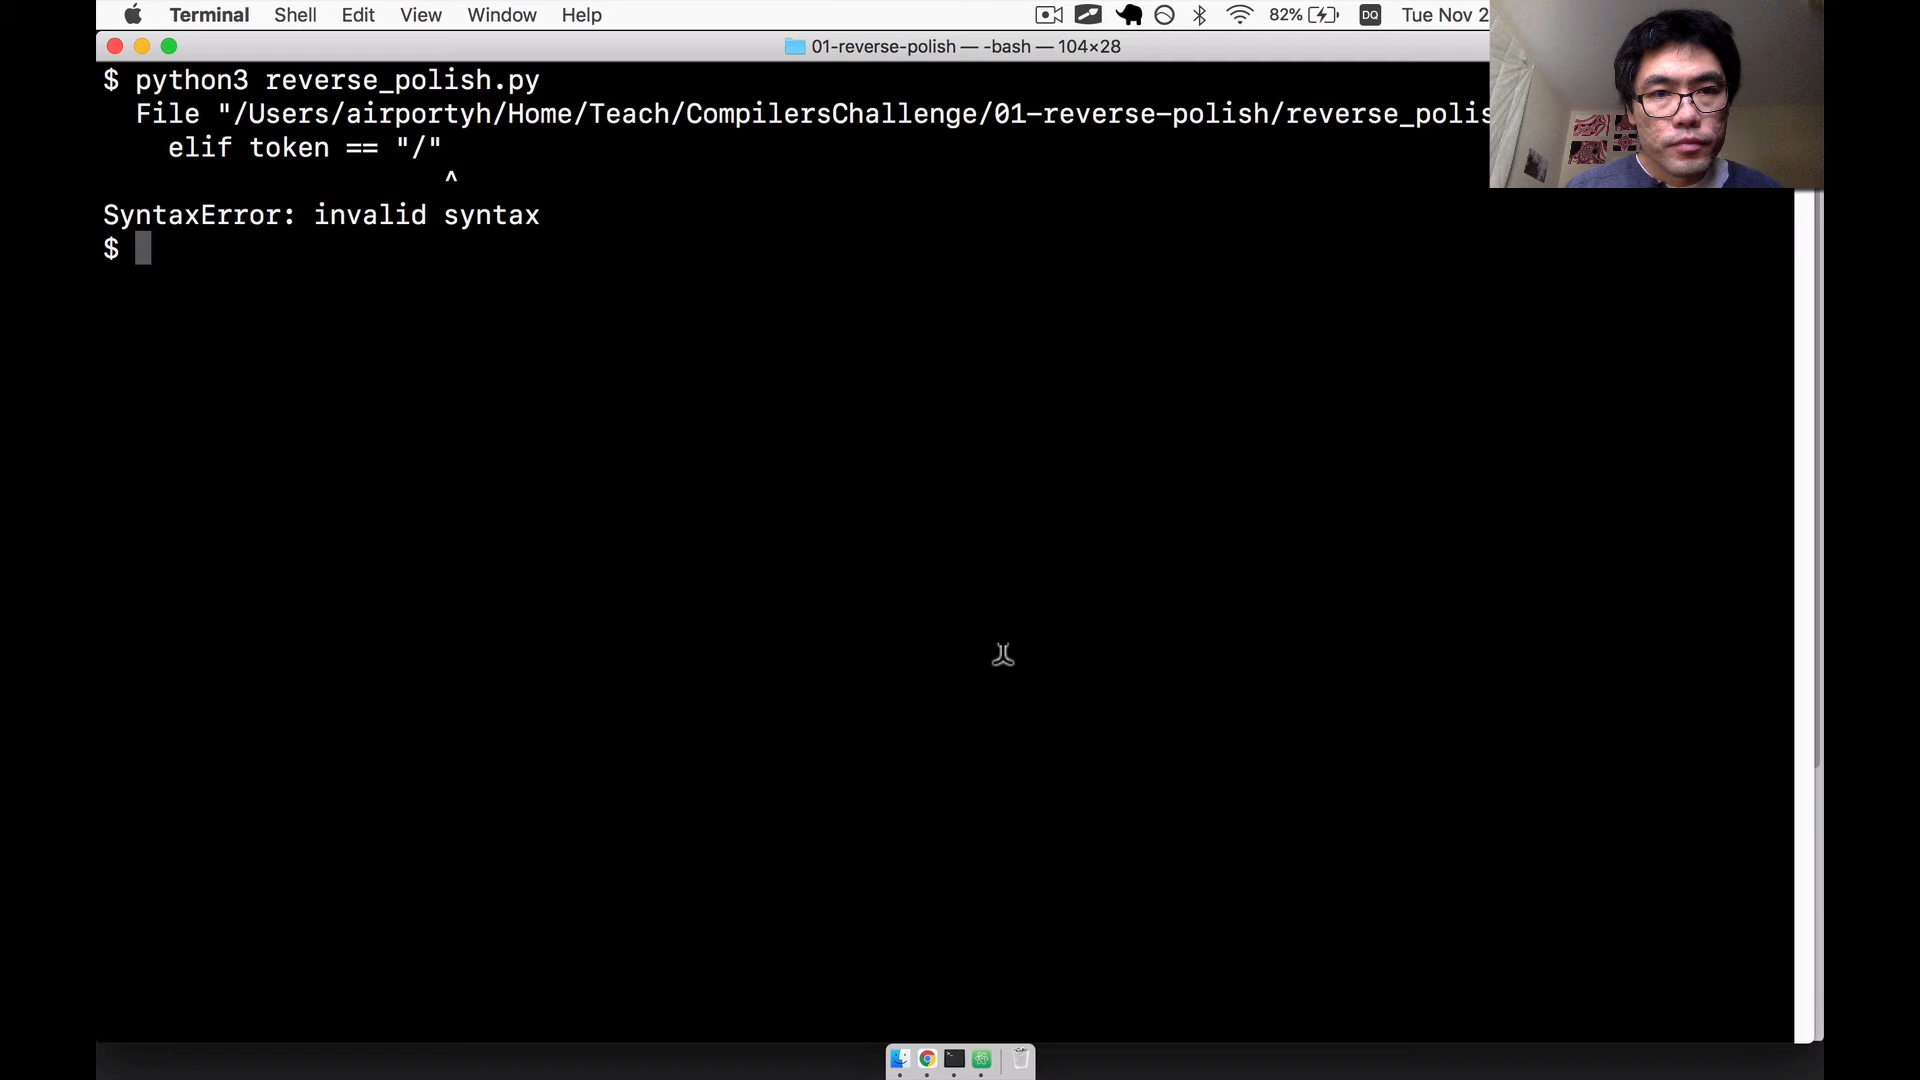 Terminal Shell Edit View Window Help 82% DQ Tue Nov 2
01-reverse-polish — -bash — 104×28
$ python3 reverse_polish.py
File "/Users/airportyh/Home/Teach/CompilersChallenge/01-reverse-polish/reverse_polis
elif token == "/"
^
SyntaxError: invalid syntax
$